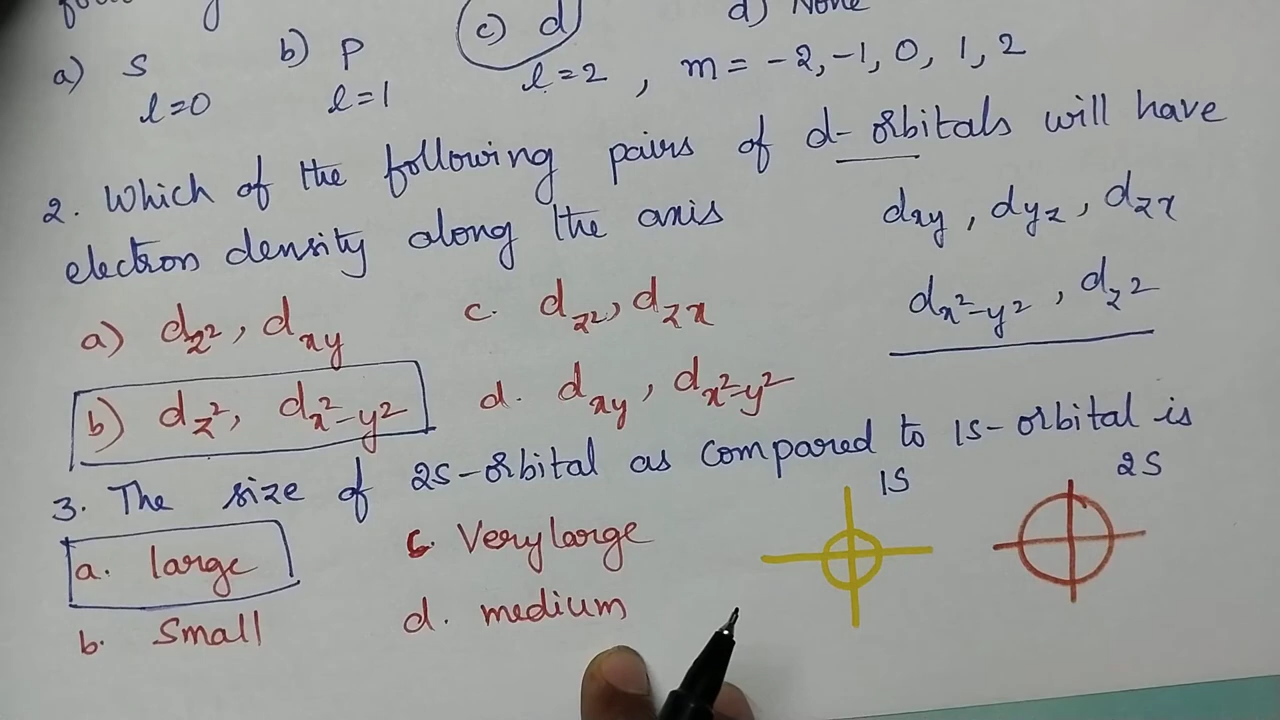 c) d
d) None
a) s
b) p
l=0
l=1
l=2 , m = -2, -1, 0, 1, 2
2. Which of the following pairs of d- orbitals will have
electron density along the axis
dxy, dyz, dzx
dx²-y², dz²
a) dz², dxy
c. dz², dzx
b) dz², dx²-y²
d. dxy, dx²-y²
3. The size of 2s-orbital as compared to 1s-orbital is
1S
2S
a. large
c. Very large
b. Small
d. medium